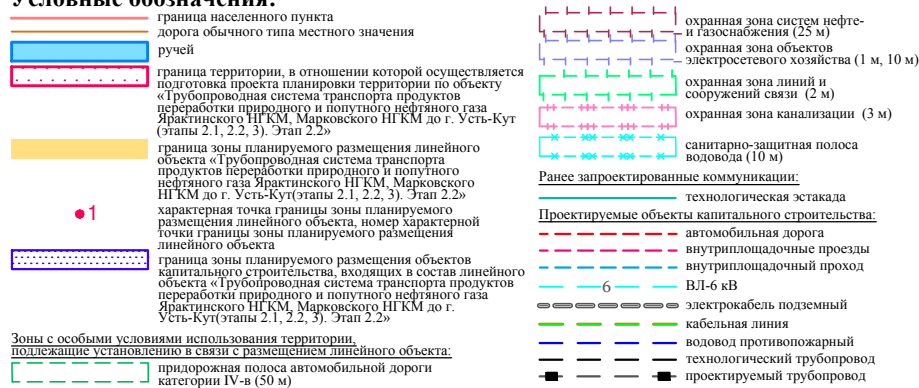 Условные обозначения:
граница населенного пункта
дорога обычного типа местного значения
ручей
граница территории, в отношении которой осуществляется
подготовка проекта планировки территории по объекту
«Трубопроводная система транспорта продуктов
переработки природного и попутного нефтяного газа
Ярактинского НГКМ, Марковского НГКМ до г. Усть-Кут
(этапы 2.1, 2.2, 3). Этап 2.2»
граница зоны планируемого размещения линейного
объекта «Трубопроводная система транспорта
продуктов переработки природного и попутного
нефтяного газа Ярактинского НГКМ, Марковского
НГКМ до г. Усть-Кут(этапы 2.1, 2.2, 3). Этап 2.2»
1
характерная точка границы зоны планируемого
размещения линейного объекта, номер характерной
точки границы зоны планируемого размещения
линейного объекта
граница зоны планируемого размещения объектов
капитального строительства, входящих в состав линейного
объекта «Трубопроводная система транспорта продуктов
переработки природного и попутного нефтяного газа
Ярактинского НГКМ, Марковского НГКМ до г.
Усть-Кут(этапы 2.1, 2.2, 3). Этап 2.2»
Зоны с особыми условиями использования территории,
подлежащие установлению в связи с размещением линейного объекта:
придорожная полоса автомобильной дороги
категории IV-в (50 м)
охранная зона систем нефте-
и газоснабжения (25 м)
охранная зона объектов
электросетевого хозяйства (1 м, 10 м)
охранная зона линий и
сооружений связи (2 м)
охранная зона канализации (3 м)
санитарно-защитная полоса
водовода (10 м)
Ранее запроектированные коммуникации:
технологическая эстакада
Проектируемые объекты капитального строительства:
автомобильная дорога
внутриплощадочные проезды
внутриплощадочный проход
6 ВЛ-6 кВ
электрокабель подземный
кабельная линия
водовод противопожарный
технологический трубопровод
проектируемый трубопровод